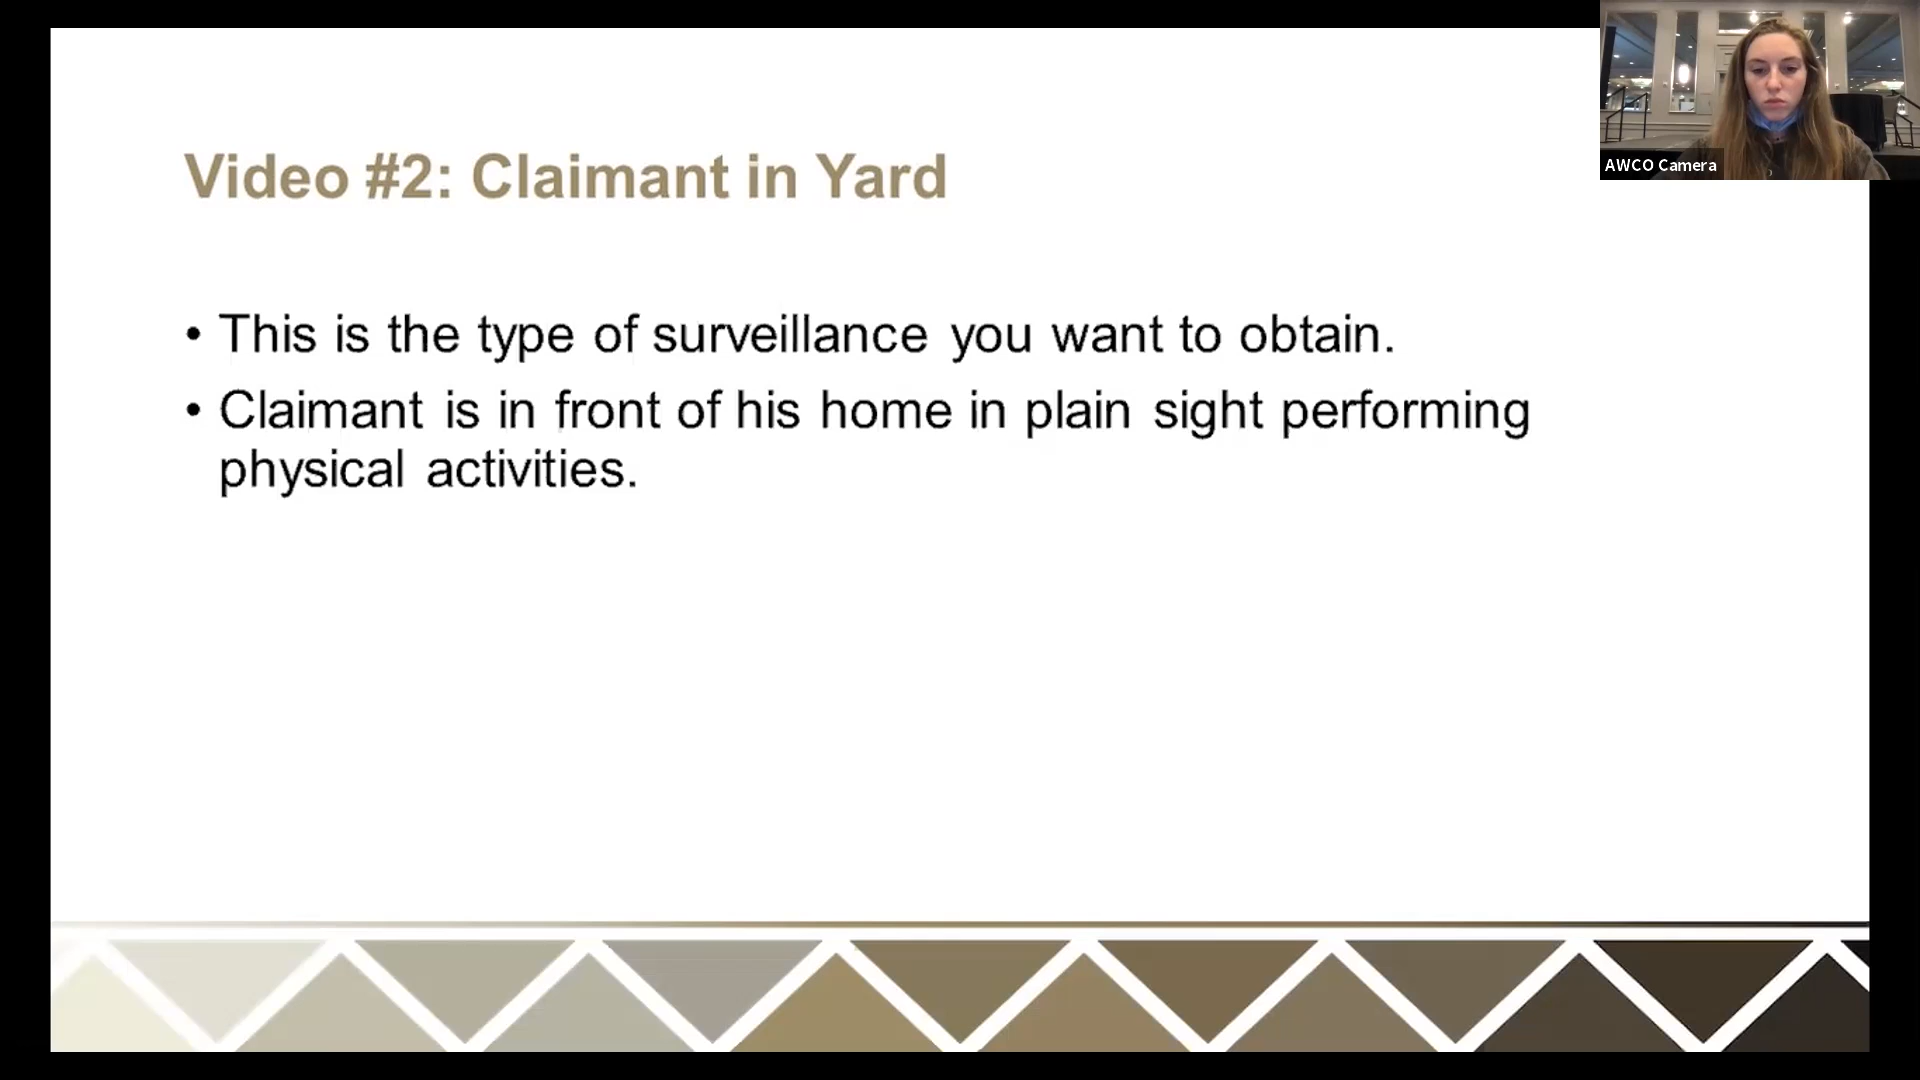 Video #2: Claimant in Yard
• This is the type of surveillance you want to obtain.
• Claimant is in front of his home in plain sight performing
physical activities.
AWCO Camera